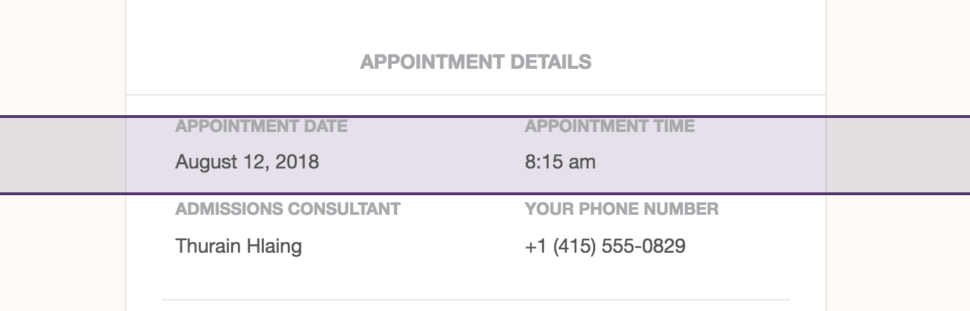 APPOINTMENT DETAILS
APPOINTMENT DATE APPOINTMENT TIME
August 12, 2018 8:15 am
ADMISSIONS CONSULTANT YOUR PHONE NUMBER
Thurain Hlaing +1 (415) 555-0829